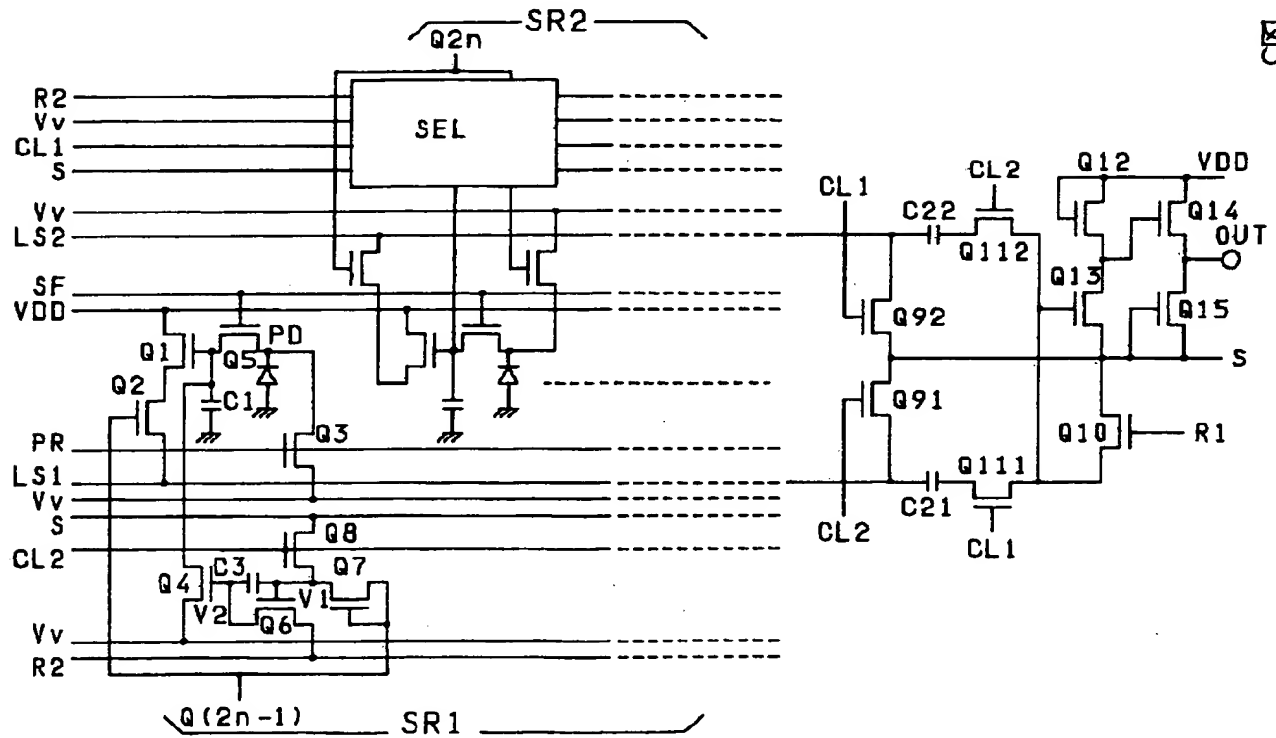 SR2
Q2n
R2
Vv
CL1
S
SEL
Vv
LS2
SF
VDD
PD
Q1
Q5
Q2
C1
Q3
PR
LS1
Vv
S
Q8
CL2
C3
Q7
Q4
V1
V2
Q6
Vv
R2
Q(2n-1)
SR1
CL1
CL2
Q12
VDD
C22
Q14
Q112
OUT
Q13
Q92
Q15
S
Q91
Q10
R1
Q111
C21
CL2
CL1